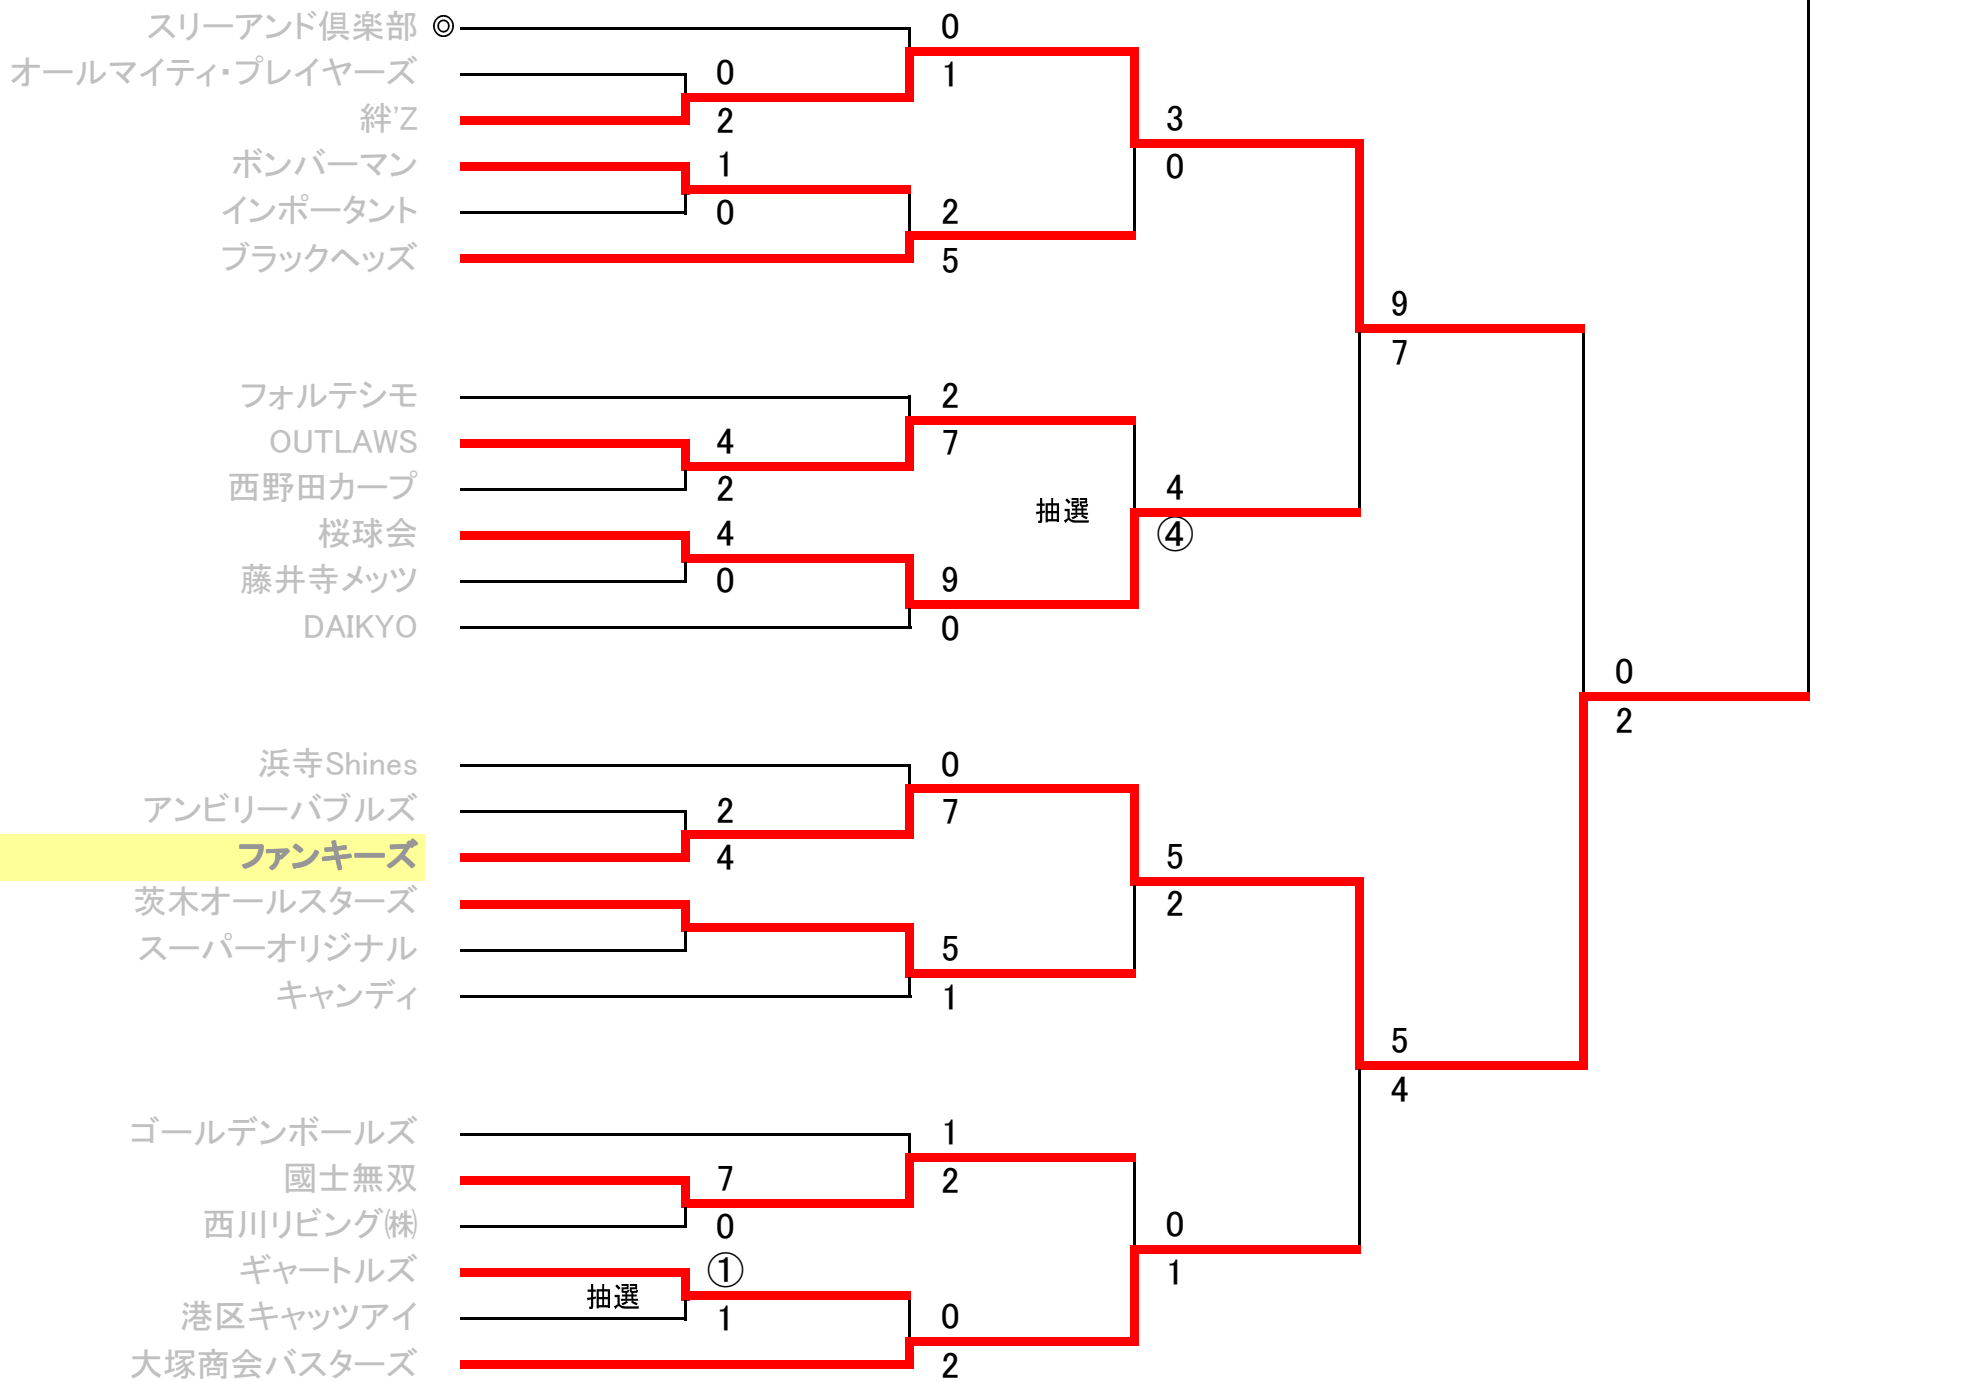 スリーアンド倶楽部 ◎ 0
オールマイティ・プレイヤーズ 0 1
絆'Z 2 3
ボンバーマン 1 0
インポータント 0 2
ブラックヘッズ 5
9
7
フォルテシモ 2
OUTLAWS 4 7
西野田カープ 2 4
抽選
桜球会 4 ④
藤井寺メッツ 0 9
DAIKYO 0
0
2
浜寺Shines 0
アンビリーバブルズ 2 7
ファンキーズ 4 5
茨木オールスターズ 2
スーパーオリジナル 5
キャンディ 1
5
4
ゴールデンボールズ 1
國士無双 7 2
西川リビング㈱ 0 0
ギャートルズ ① 1
抽選
港区キャッツアイ 1 0
大塚商会バスターズ 2